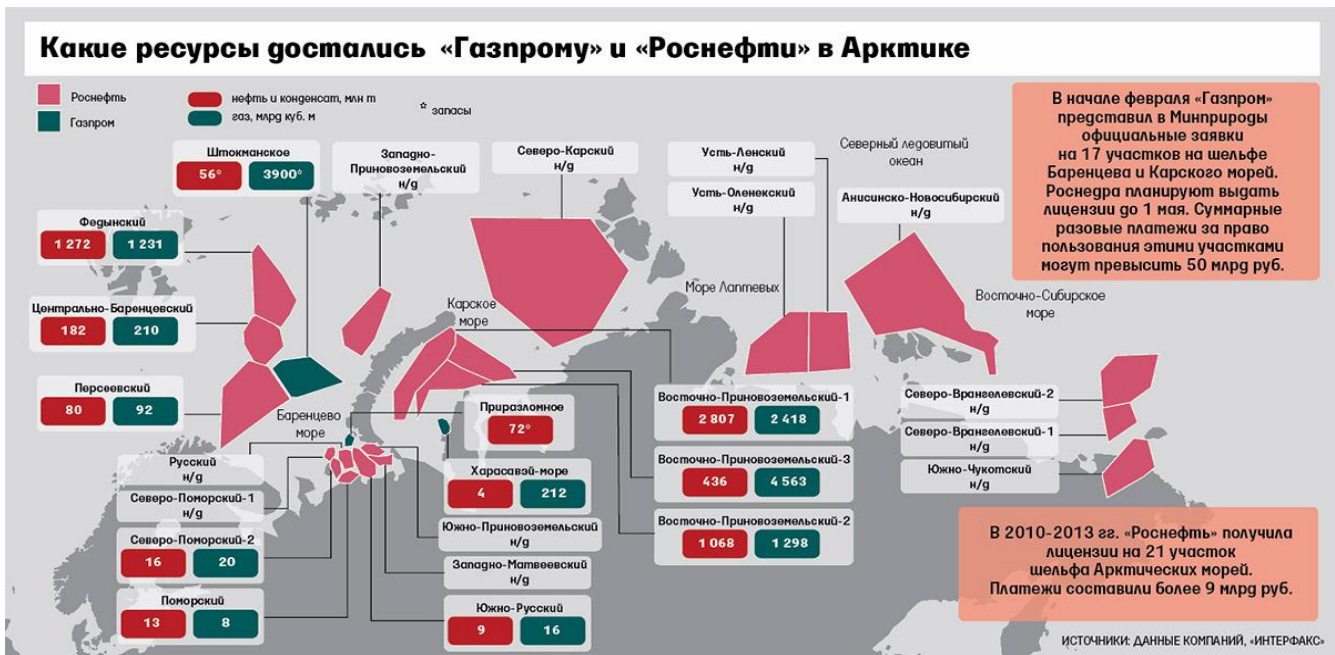 Какие ресурсы достались «Газпрому» и «Роснефти» в Арктике
Роснефть
Газпром
нефть и конденсат, млн т
газ, млрд куб. м
* запасы
Штокманское
56* 3900*
Западно-
Приновоземельский
н/д
Северо-Карский
н/д
Усть-Ленский
н/д
Усть-Оленекский
н/д
Северный ледовитый
океан
Анисинско-Новосибирский
н/д
В начале февраля «Газпром»
представил в Минприроды
официальные заявки
на 17 участков на шельфе
Баренцева и Карского морей.
Роснедра планируют выдать
лицензии до 1 мая. Суммарные
разовые платежи за право
пользования этими участками
могут превысить 50 млрд руб.
Федынский
1 272 1 231
Центрально-Баренцевский
182 210
Персеевский
80 92
Карское
море
Море Лаптевых
Восточно-Сибирское
море
Баренцево
море
Приразломное
72*
Харасавэй-море
4 212
Восточно-Приновоземельский-1
2 807 2 418
Восточно-Приновоземельский-3
436 4 563
Восточно-Приновоземельский-2
1 068 1 298
Северо-Врангелевский-2
н/д
Северо-Врангелевский-1
н/д
Южно-Чукотский
н/д
Русский
н/д
Северо-Поморский-1
н/д
Северо-Поморский-2
16 20
Поморский
13 8
Южно-Приновоземельский
н/д
Западно-Матвеевский
н/д
Южно-Русский
9 16
В 2010-2013 гг. «Роснефть» получила
лицензии на 21 участок
шельфа Арктических морей.
Платежи составили более 9 млрд руб.
ИСТОЧНИКИ: ДАННЫЕ КОМПАНИЙ, «ИНТЕРФАКС»